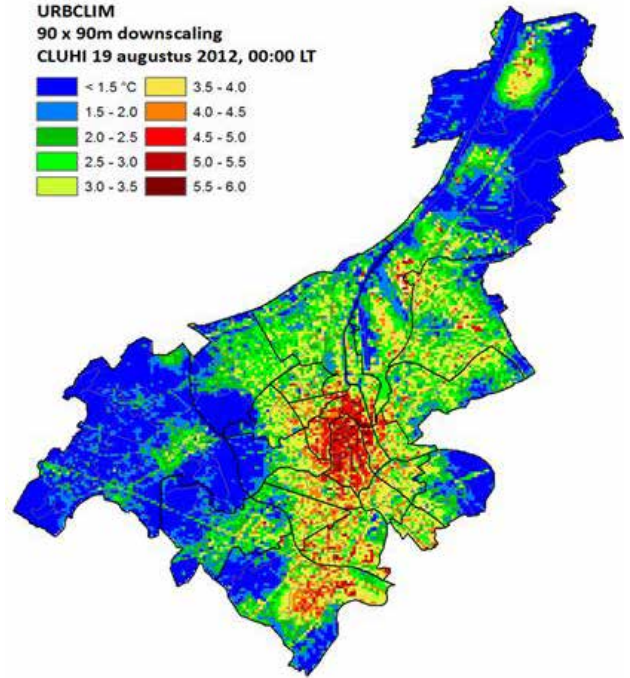 URBCLIM
90 x 90m downscaling
CLUHI 19 augustus 2012, 00:00 LT
< 1.5 °C 3.5 - 4.0
1.5 - 2.0 4.0 - 4.5
2.0 - 2.5 4.5 - 5.0
2.5 - 3.0 5.0 - 5.5
3.0 - 3.5 5.5 - 6.0